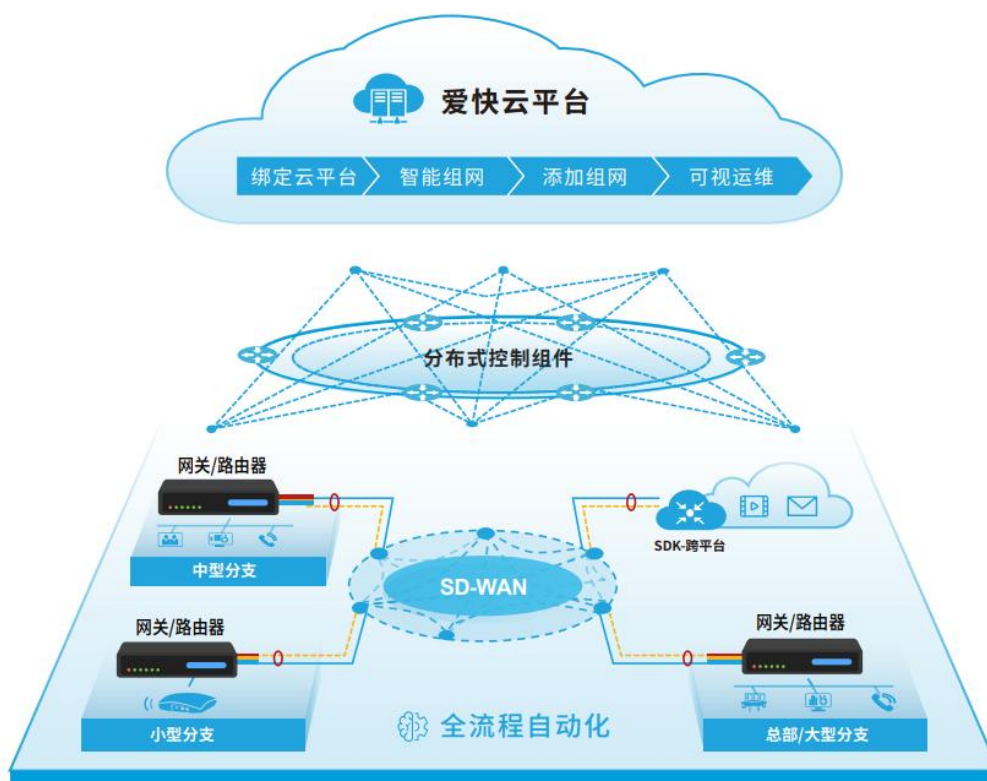 爱快云平台
绑定云平台 智能组网 添加组网 可视运维
分布式控制组件
网关/路由器
中型分支
SDK-跨平台
SD-WAN
网关/路由器
小型分支
网关/路由器
总部/大型分支
全流程自动化